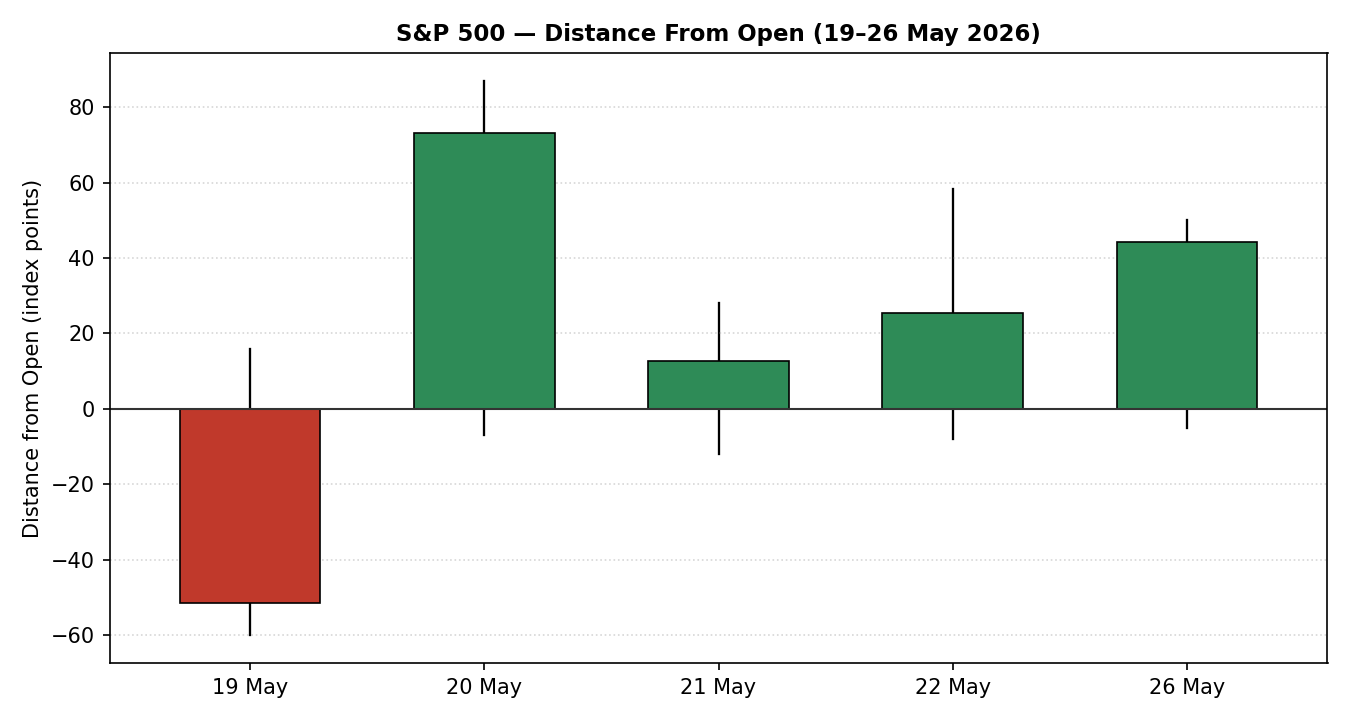 S&P 500 — Distance From Open (19–26 May 2026)
Distance from Open (index points)
80
60
40
20
0
−20
−40
−60
19 May
20 May
21 May
22 May
26 May